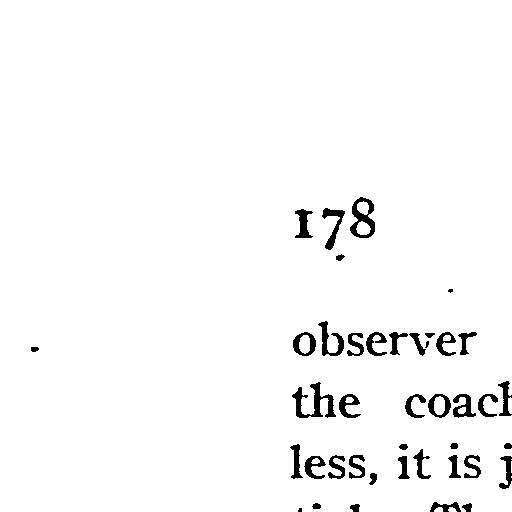 178
observer
the coach
less, it is